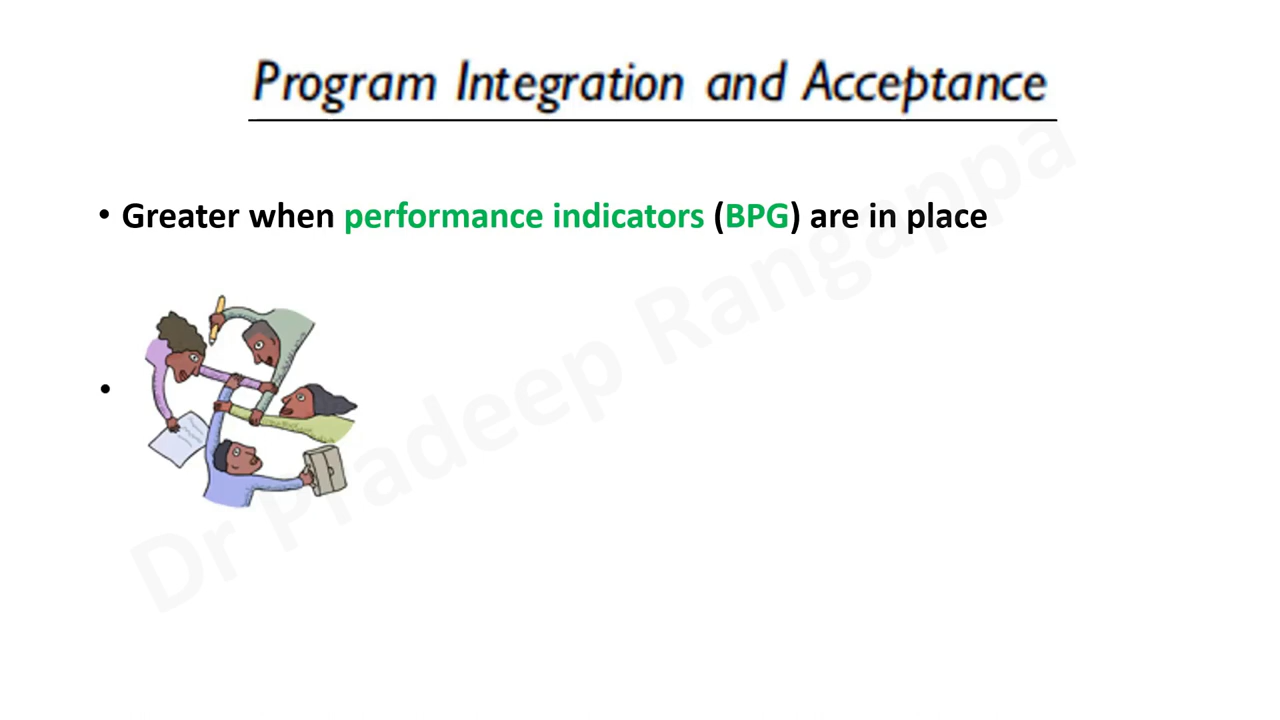 Program Integration and Acceptance
• Greater when performance indicators (BPG) are in place
•
Dr Pradeep Rangappa